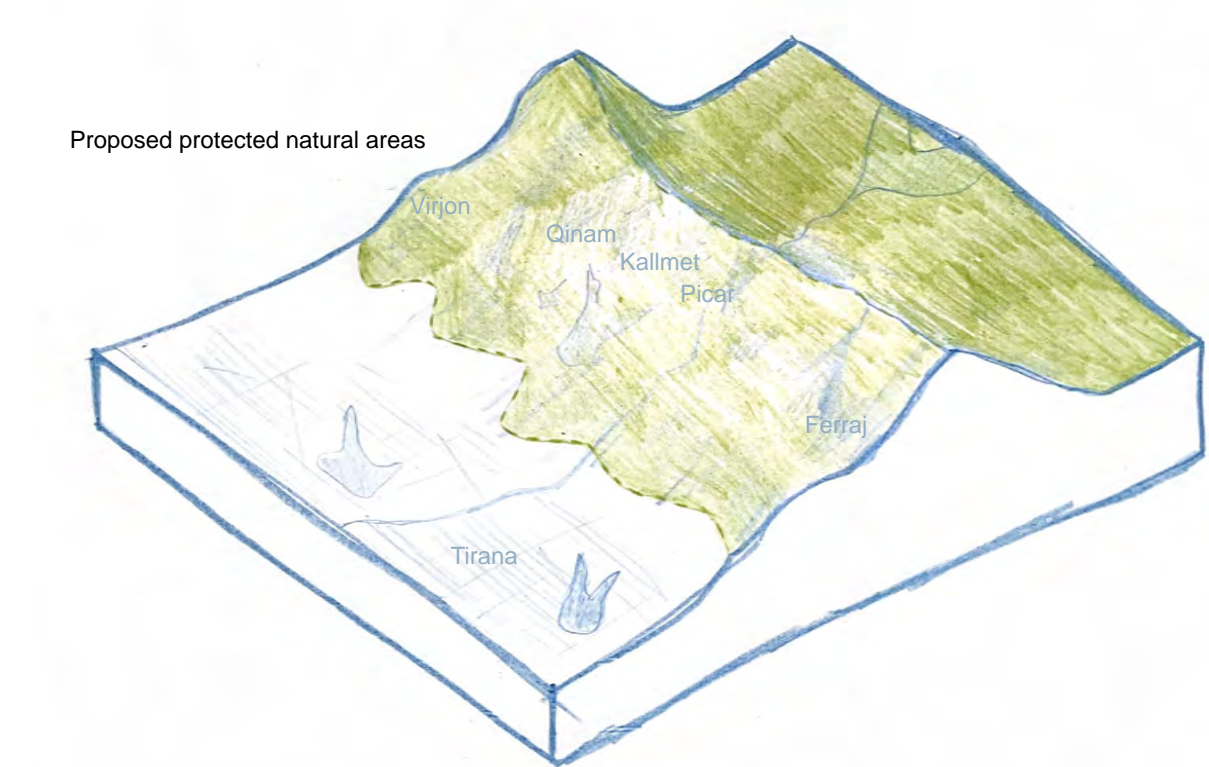 Proposed protected natural areas
Virjon
Qinam
Kallmet
Picar
Ferraj
Tirana